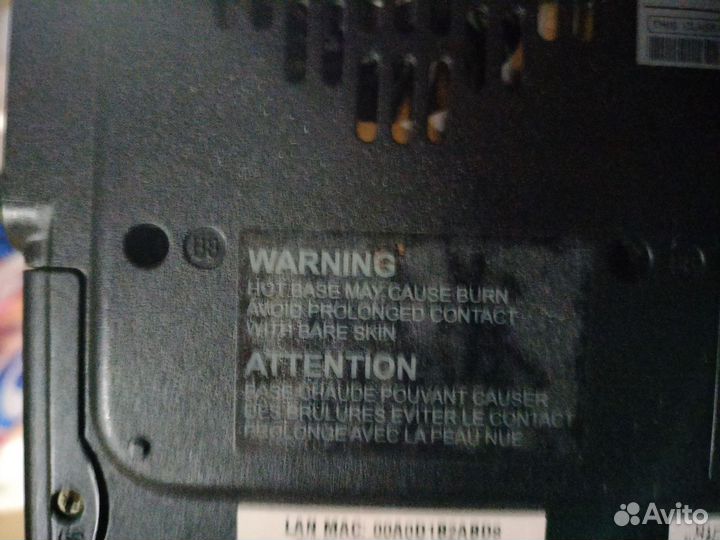 B9
WARNING
HOT BASE MAY CAUSE BURN
AVOID PROLONGED CONTACT
WITH BARE SKIN
ATTENTION
BASE CHAUDE POUVANT CAUSER
DES BRULURES EVITER LE CONTACT
PROLONGE AVEC LA PEAU NUE
LAN MAC:
Avito